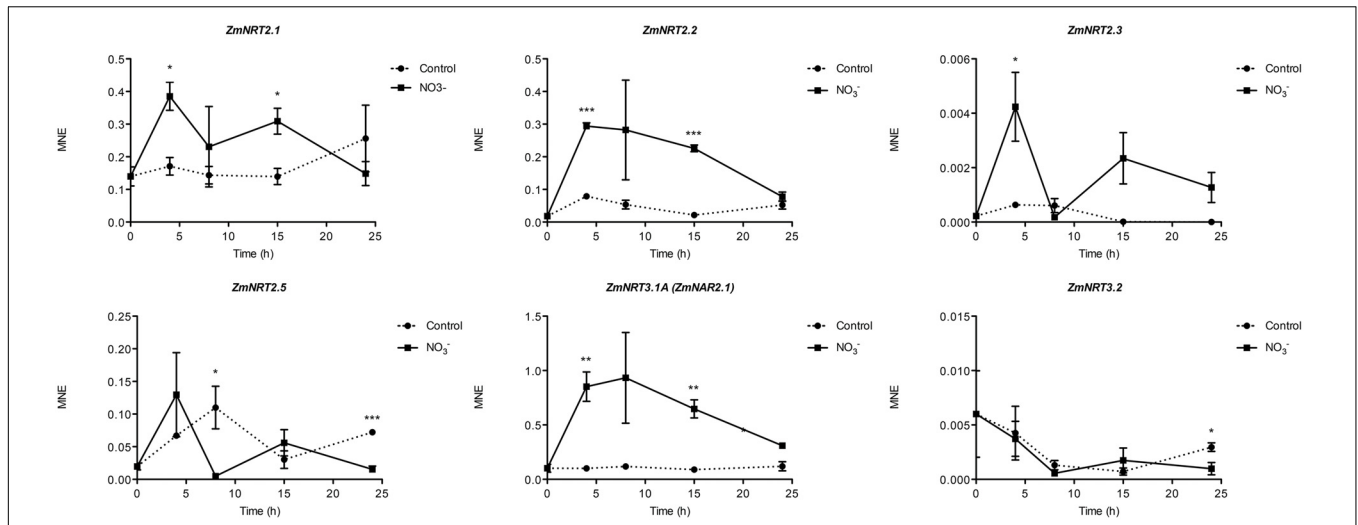 ZmNRT2.1
0.5
0.4
0.3
0.2
0.1
0.0
MNE
*
*
0
5
10
15
20
25
Time (h)
Control
NO3-
ZmNRT2.2
0.5
0.4
0.3
0.2
0.1
0.0
MNE
***
***
0
5
10
15
20
25
Time (h)
Control
NO₃⁻
ZmNRT2.3
0.006
0.004
0.002
0.000
MNE
*
0
5
10
15
20
25
Time (h)
Control
NO₃⁻
ZmNRT2.5
0.25
0.20
0.15
0.10
0.05
0.00
MNE
*
***
0
5
10
15
20
25
Time (h)
Control
NO₃⁻
ZmNRT3.1A (ZmNAR2.1)
1.5
1.0
0.5
0.0
MNE
**
**
*
0
5
10
15
20
25
Time (h)
Control
NO₃⁻
ZmNRT3.2
0.015
0.010
0.005
0.000
MNE
*
0
5
10
15
20
25
Time (h)
Control
NO₃⁻